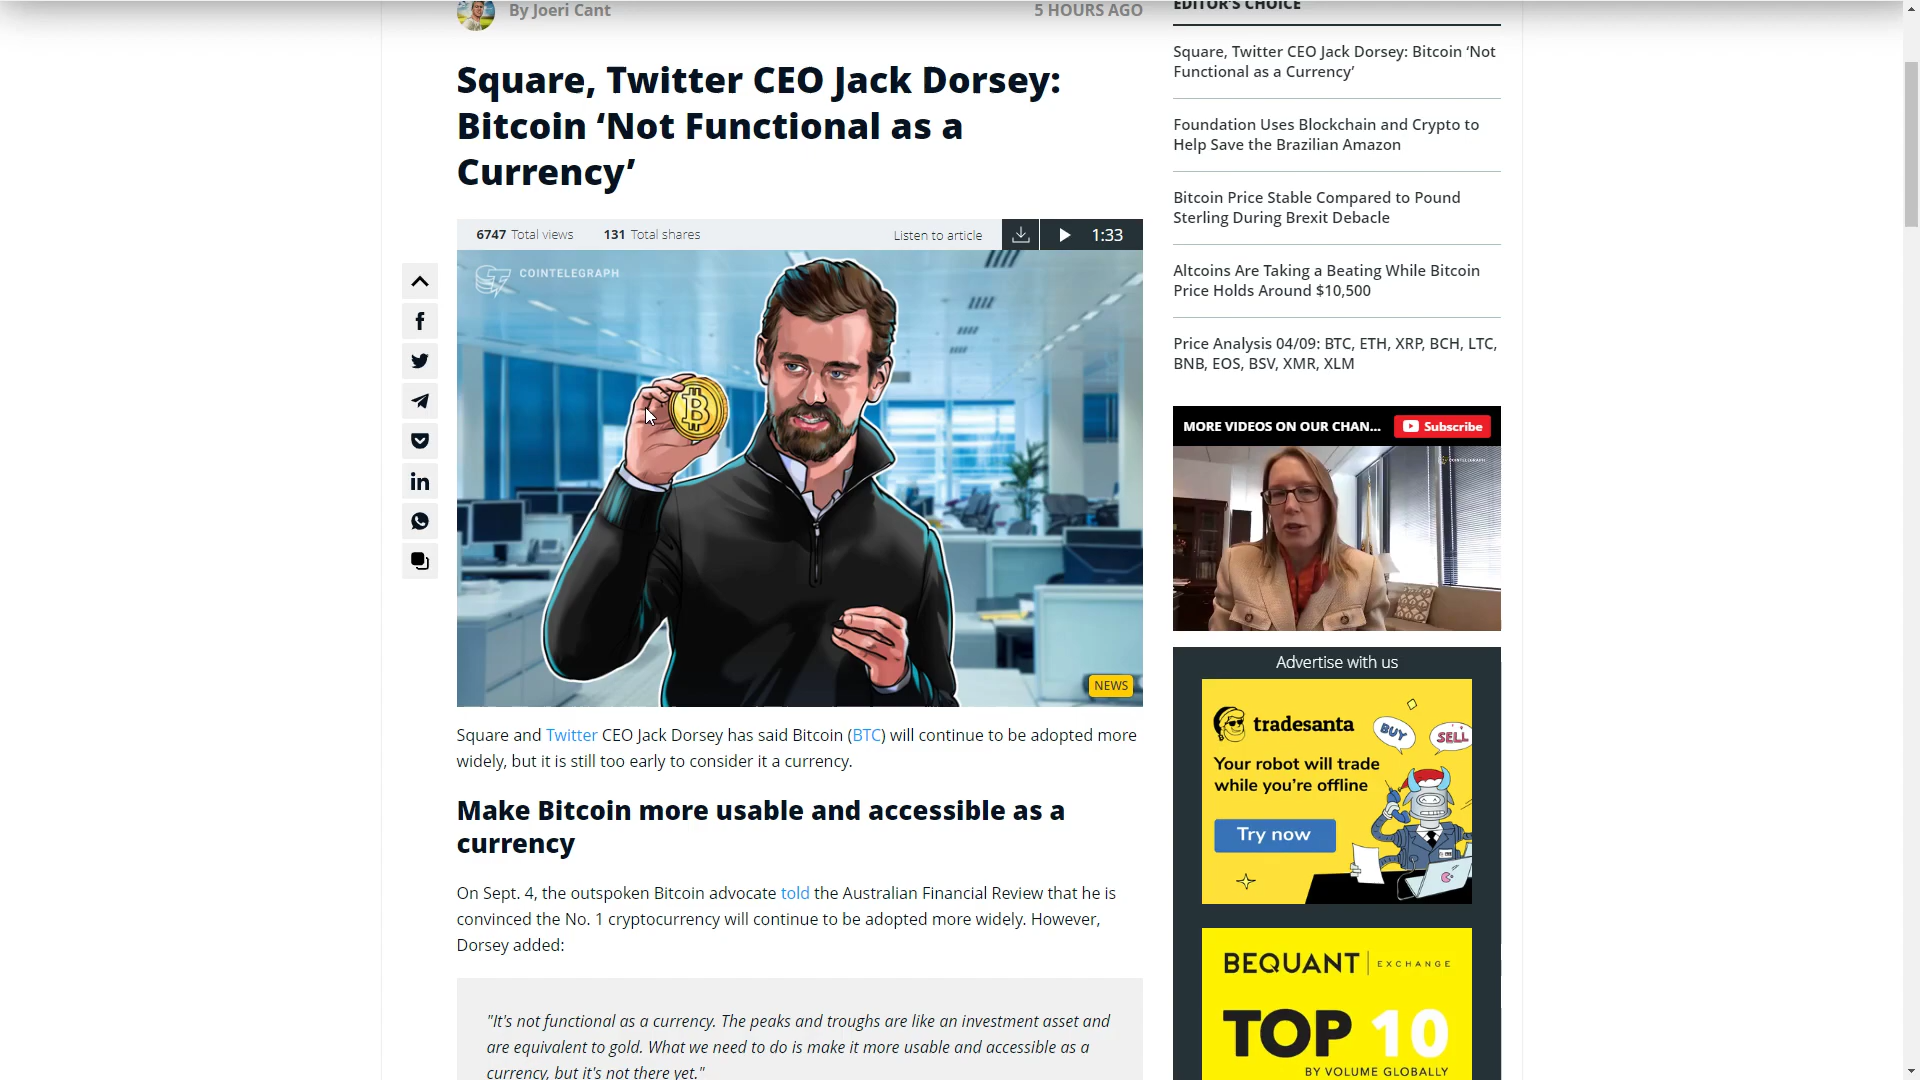 By Joeri Cant
5 HOURS AGO
Square, Twitter CEO Jack Dorsey:
Bitcoin ‘Not Functional as a
Currency’
6747 Total views
131 Total shares
Listen to article
1:33
COINTELEGRAPH
NEWS
Square and Twitter CEO Jack Dorsey has said Bitcoin (BTC) will continue to be adopted more
widely, but it is still too early to consider it a currency.
Make Bitcoin more usable and accessible as a
currency
On Sept. 4, the outspoken Bitcoin advocate told the Australian Financial Review that he is
convinced the No. 1 cryptocurrency will continue to be adopted more widely. However,
Dorsey added:
"It's not functional as a currency. The peaks and troughs are like an investment asset and
are equivalent to gold. What we need to do is make it more usable and accessible as a
currency, but it's not there yet."
EDITOR'S CHOICE
Square, Twitter CEO Jack Dorsey: Bitcoin ‘Not
Functional as a Currency’
Foundation Uses Blockchain and Crypto to
Help Save the Brazilian Amazon
Bitcoin Price Stable Compared to Pound
Sterling During Brexit Debacle
Altcoins Are Taking a Beating While Bitcoin
Price Holds Around $10,500
Price Analysis 04/09: BTC, ETH, XRP, BCH, LTC,
BNB, EOS, BSV, XMR, XLM
MORE VIDEOS ON OUR CHAN...
Subscribe
COINTELEGRAPH
Advertise with us
tradesanta
BUY
SELL
Your robot will trade
while you’re offline
Try now
BEQUANT | EXCHANGE
TOP 10
BY VOLUME GLOBALLY